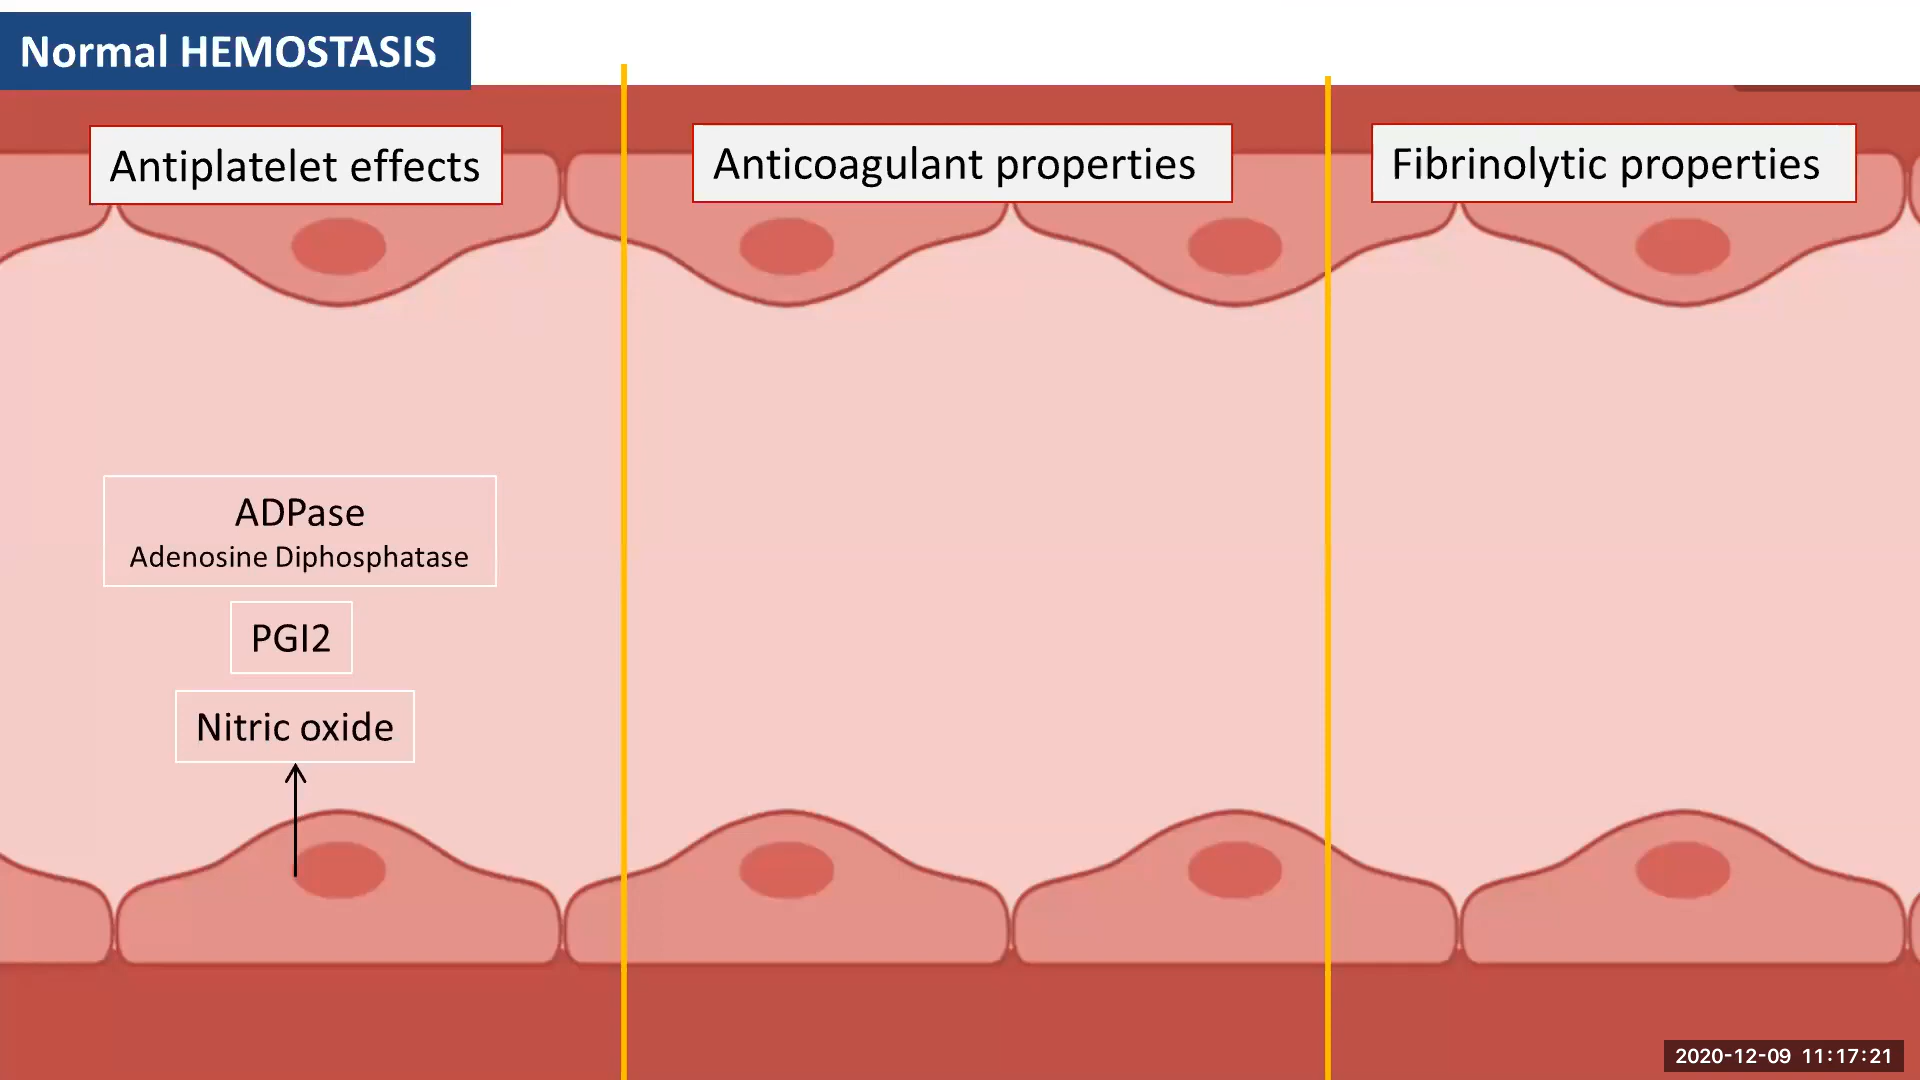 Normal HEMOSTASIS
Antiplatelet effects
Anticoagulant properties
Fibrinolytic properties
ADPase
Adenosine Diphosphatase
PGI2
Nitric oxide
2020-12-09 11:17:21